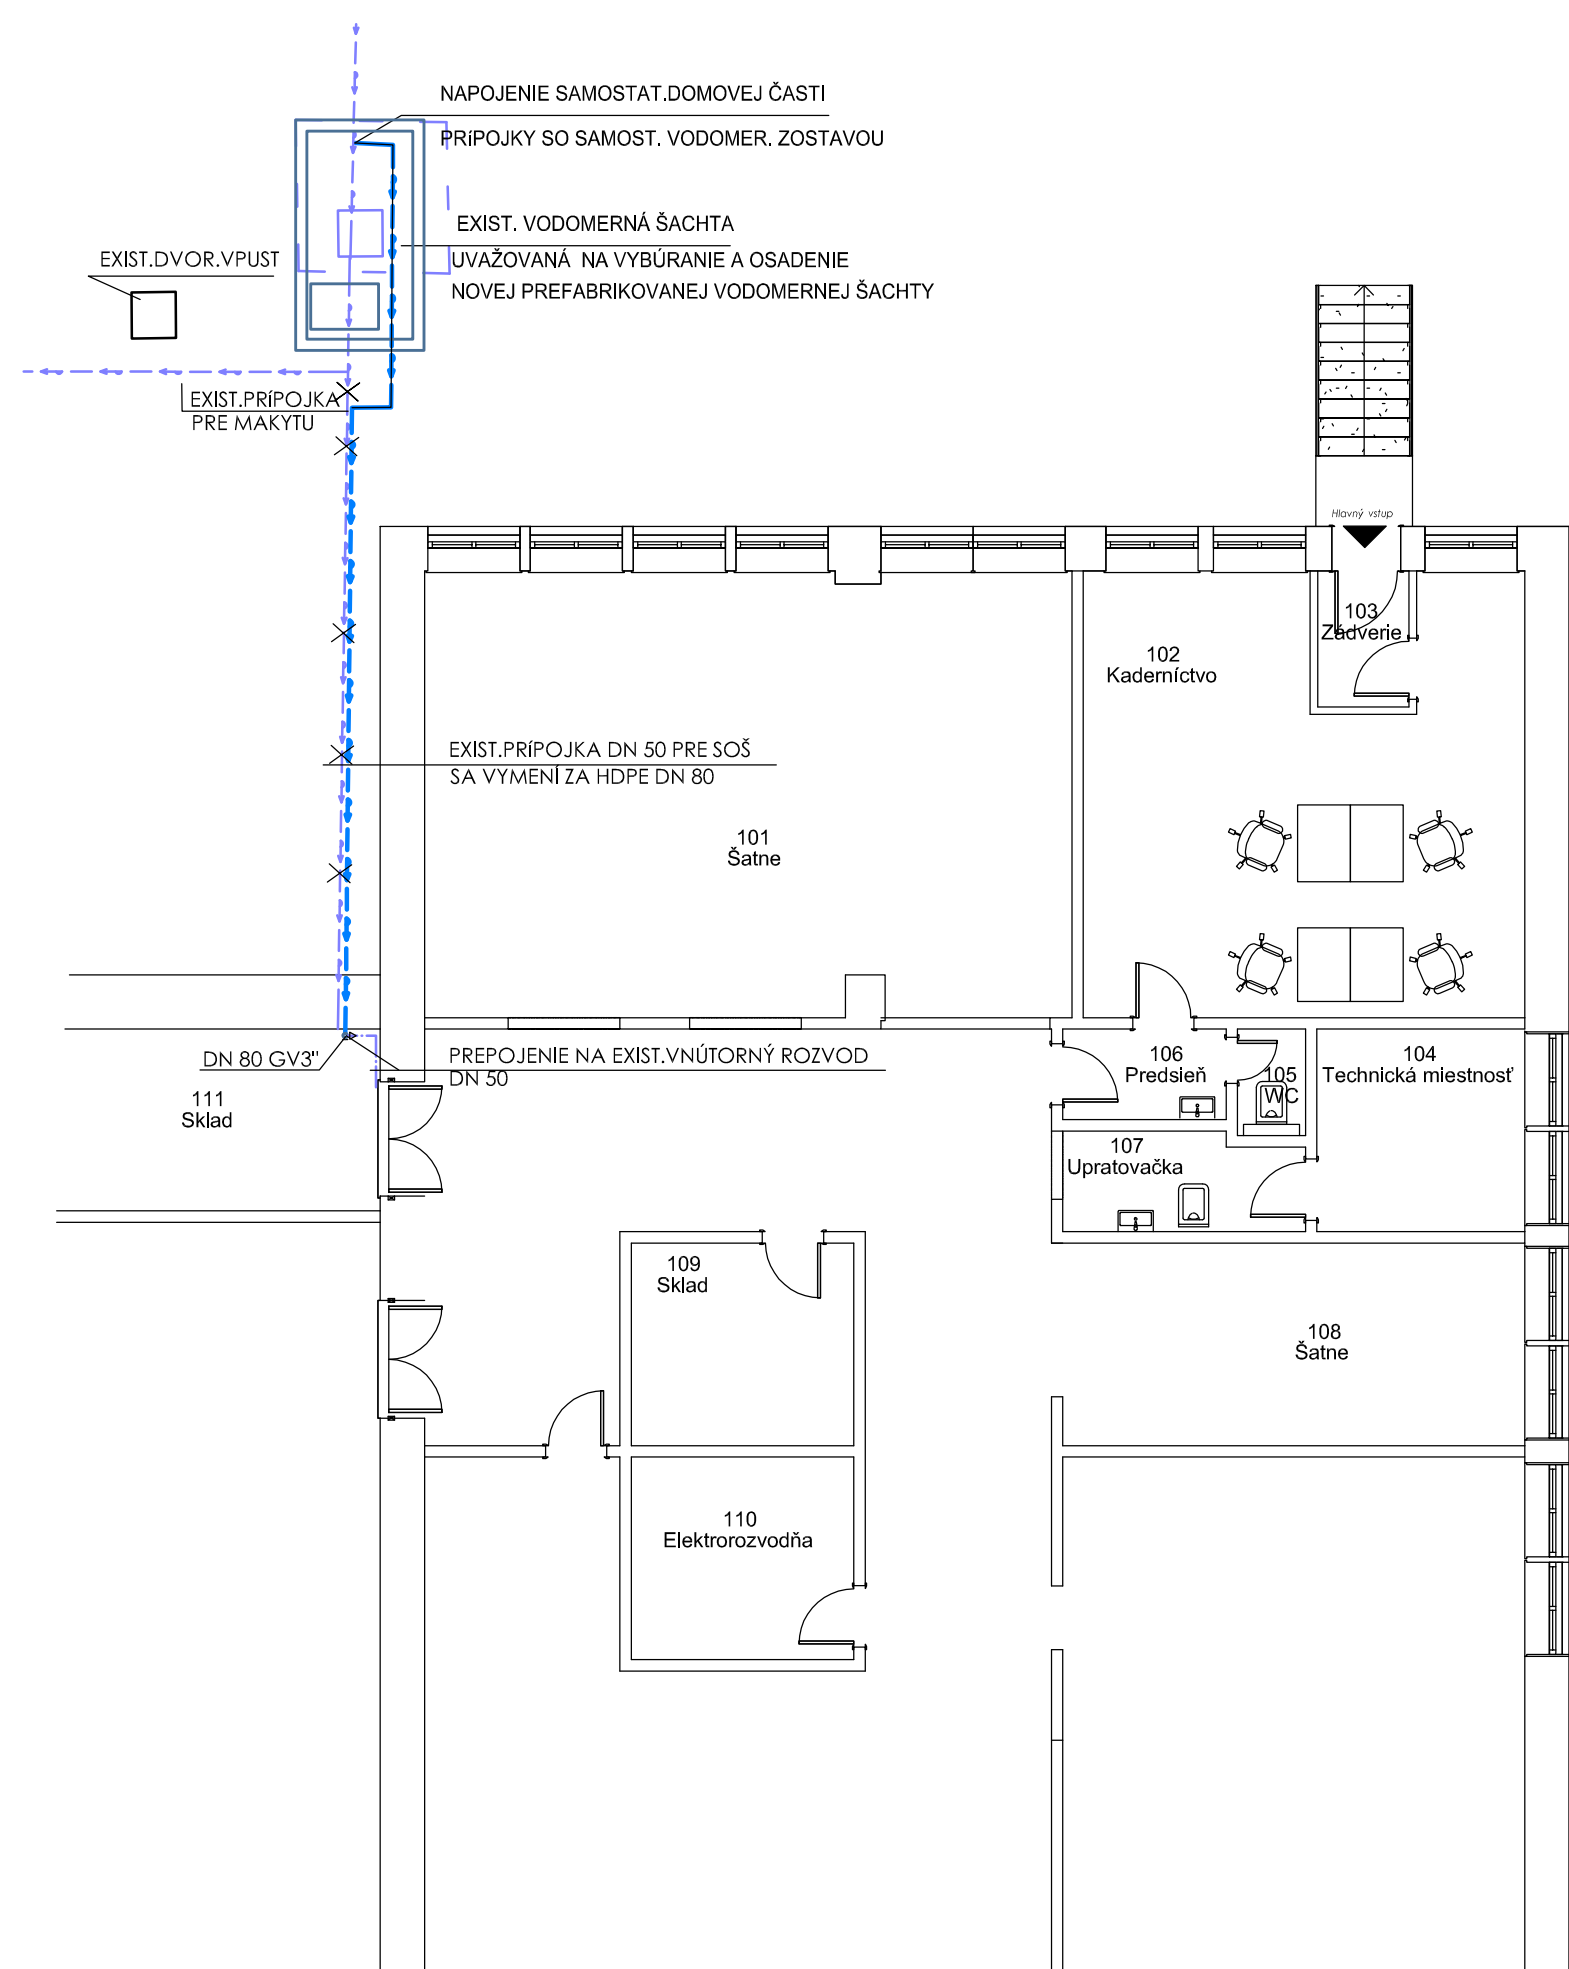 NAPOJENIE SAMOSTAT.DOMOVEJ ČASTI
PRÍPOJKY SO SAMOST. VODOMER. ZOSTAVOU
EXIST. VODOMERNÁ ŠACHTA
UVAŽOVANÁ NA VYBÚRANIE A OSADENIE
NOVEJ PREFABRIKOVANEJ VODOMERNEJ ŠACHTY
EXIST.DVOR.VPUST
EXIST.PRÍPOJKA
PRE MAKYTU
Hlavný vstup
103
Zádverie
102
Kaderníctvo
EXIST.PRÍPOJKA DN 50 PRE SOŠ
SA VYMENÍ ZA HDPE DN 80
101
Šatne
DN 80 GV3"
PREPOJENIE NA EXIST.VNÚTORNÝ ROZVOD
DN 50
106
Predsieň
105
WC
104
Technická miestnosť
111
Sklad
107
Upratovačka
109
Sklad
108
Šatne
110
Elektrorozvodňa